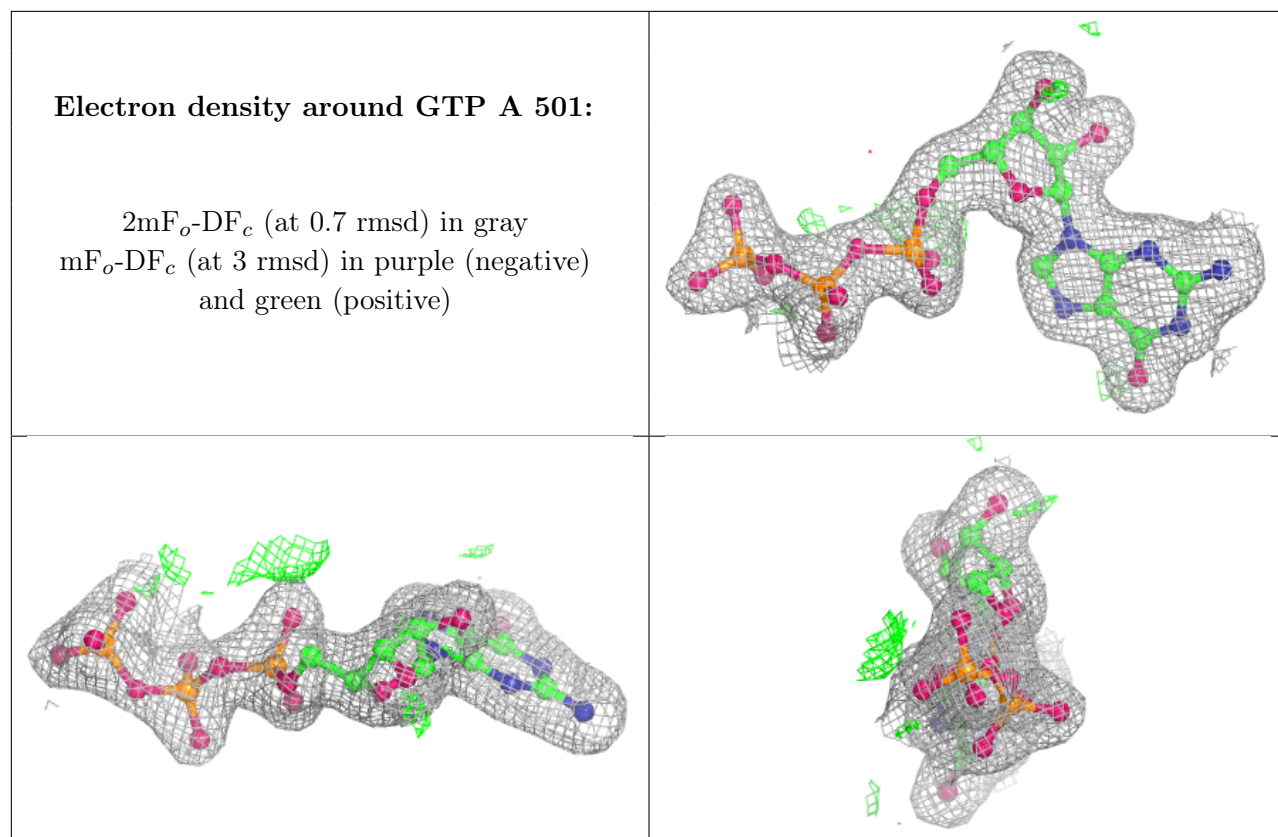 Electron density around GTP A 501:
2mFₒ-DF𝒸 (at 0.7 rmsd) in gray
mFₒ-DF𝒸 (at 3 rmsd) in purple (negative)
and green (positive)